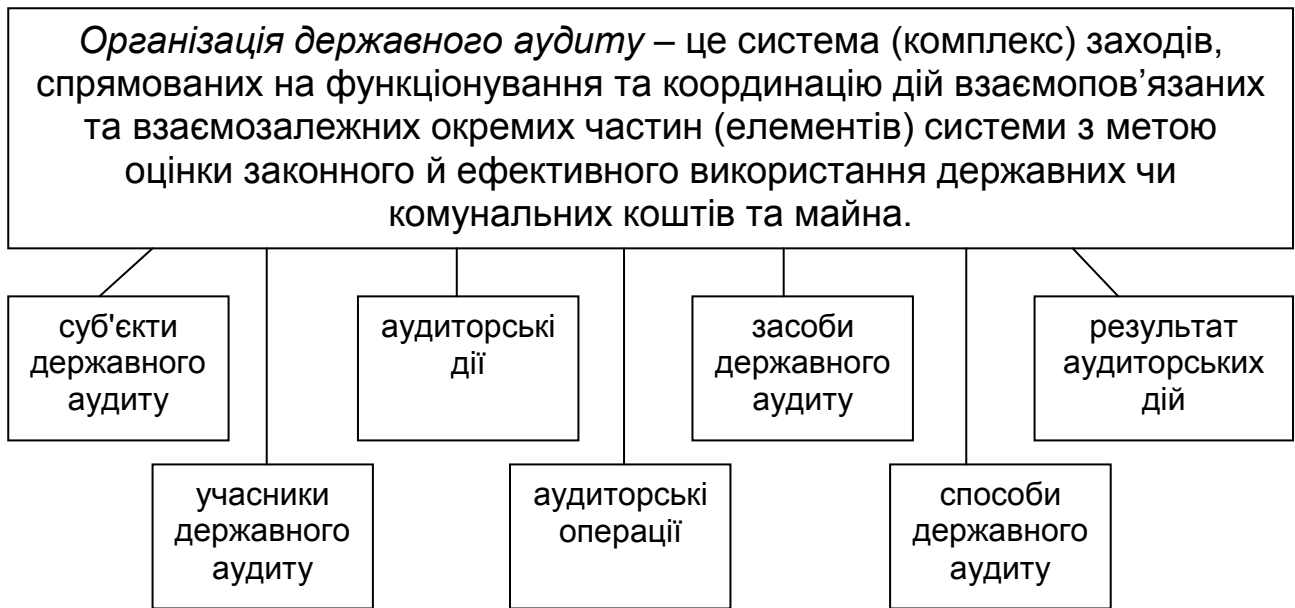 Організація державного аудиту – це система (комплекс) заходів,
спрямованих на функціонування та координацію дій взаємопов’язаних
та взаємозалежних окремих частин (елементів) системи з метою
оцінки законного й ефективного використання державних чи
комунальних коштів та майна.
суб'єкти
державного
аудиту
аудиторські
дії
засоби
державного
аудиту
результат
аудиторських
дій
учасники
державного
аудиту
аудиторські
операції
способи
державного
аудиту